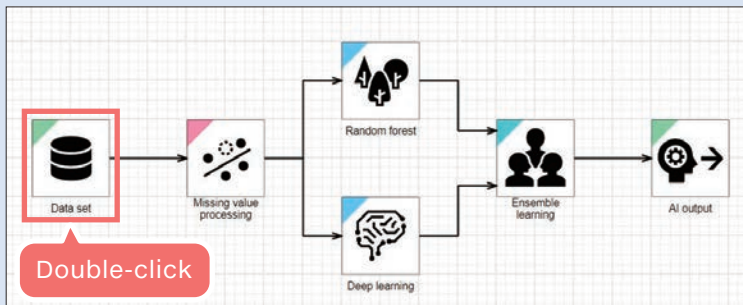 Random forest
Data set
Missing value
processing
Ensemble
learning
AI output
Double-click
Deep learning